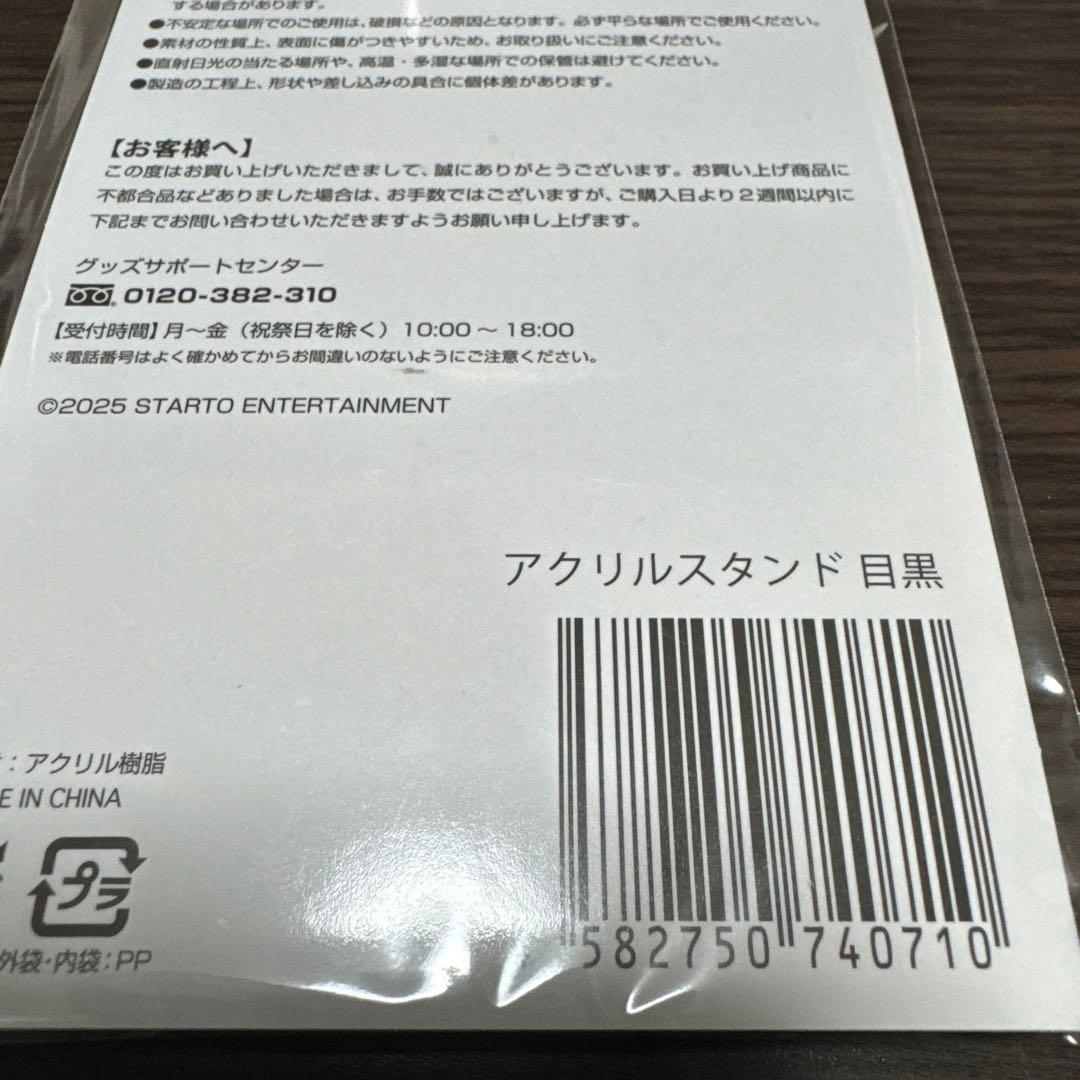 する場合があります。
●不安定な場所でのご使用は、破損などの原因となります。必ず平らな場所でご使用ください。
●素材の性質上、表面に傷がつきやすいため、お取り扱いにご注意ください。
●直射日光の当たる場所や、高温・多湿な場所での保管は避けてください。
●製造の工程上、形状や差し込みの具合に個体差があります。
【お客様へ】
この度はお買い上げいただきまして、誠にありがとうございます。お買い上げ商品に
不都合品などありました場合は、お手数ではございますが、ご購入日より2週間以内に
下記までお問い合わせいただきますようお願い申し上げます。
グッズサポートセンター
0120-382-310
【受付時間】月〜金（祝祭日を除く）10:00〜18:00
※電話番号はよく確かめてからお間違いのないようにご注意ください。
©2025 STARTO ENTERTAINMENT
アクリルスタンド 目黒
：アクリル樹脂
E IN CHINA
プラ
外袋・内袋：PP
582750 740710